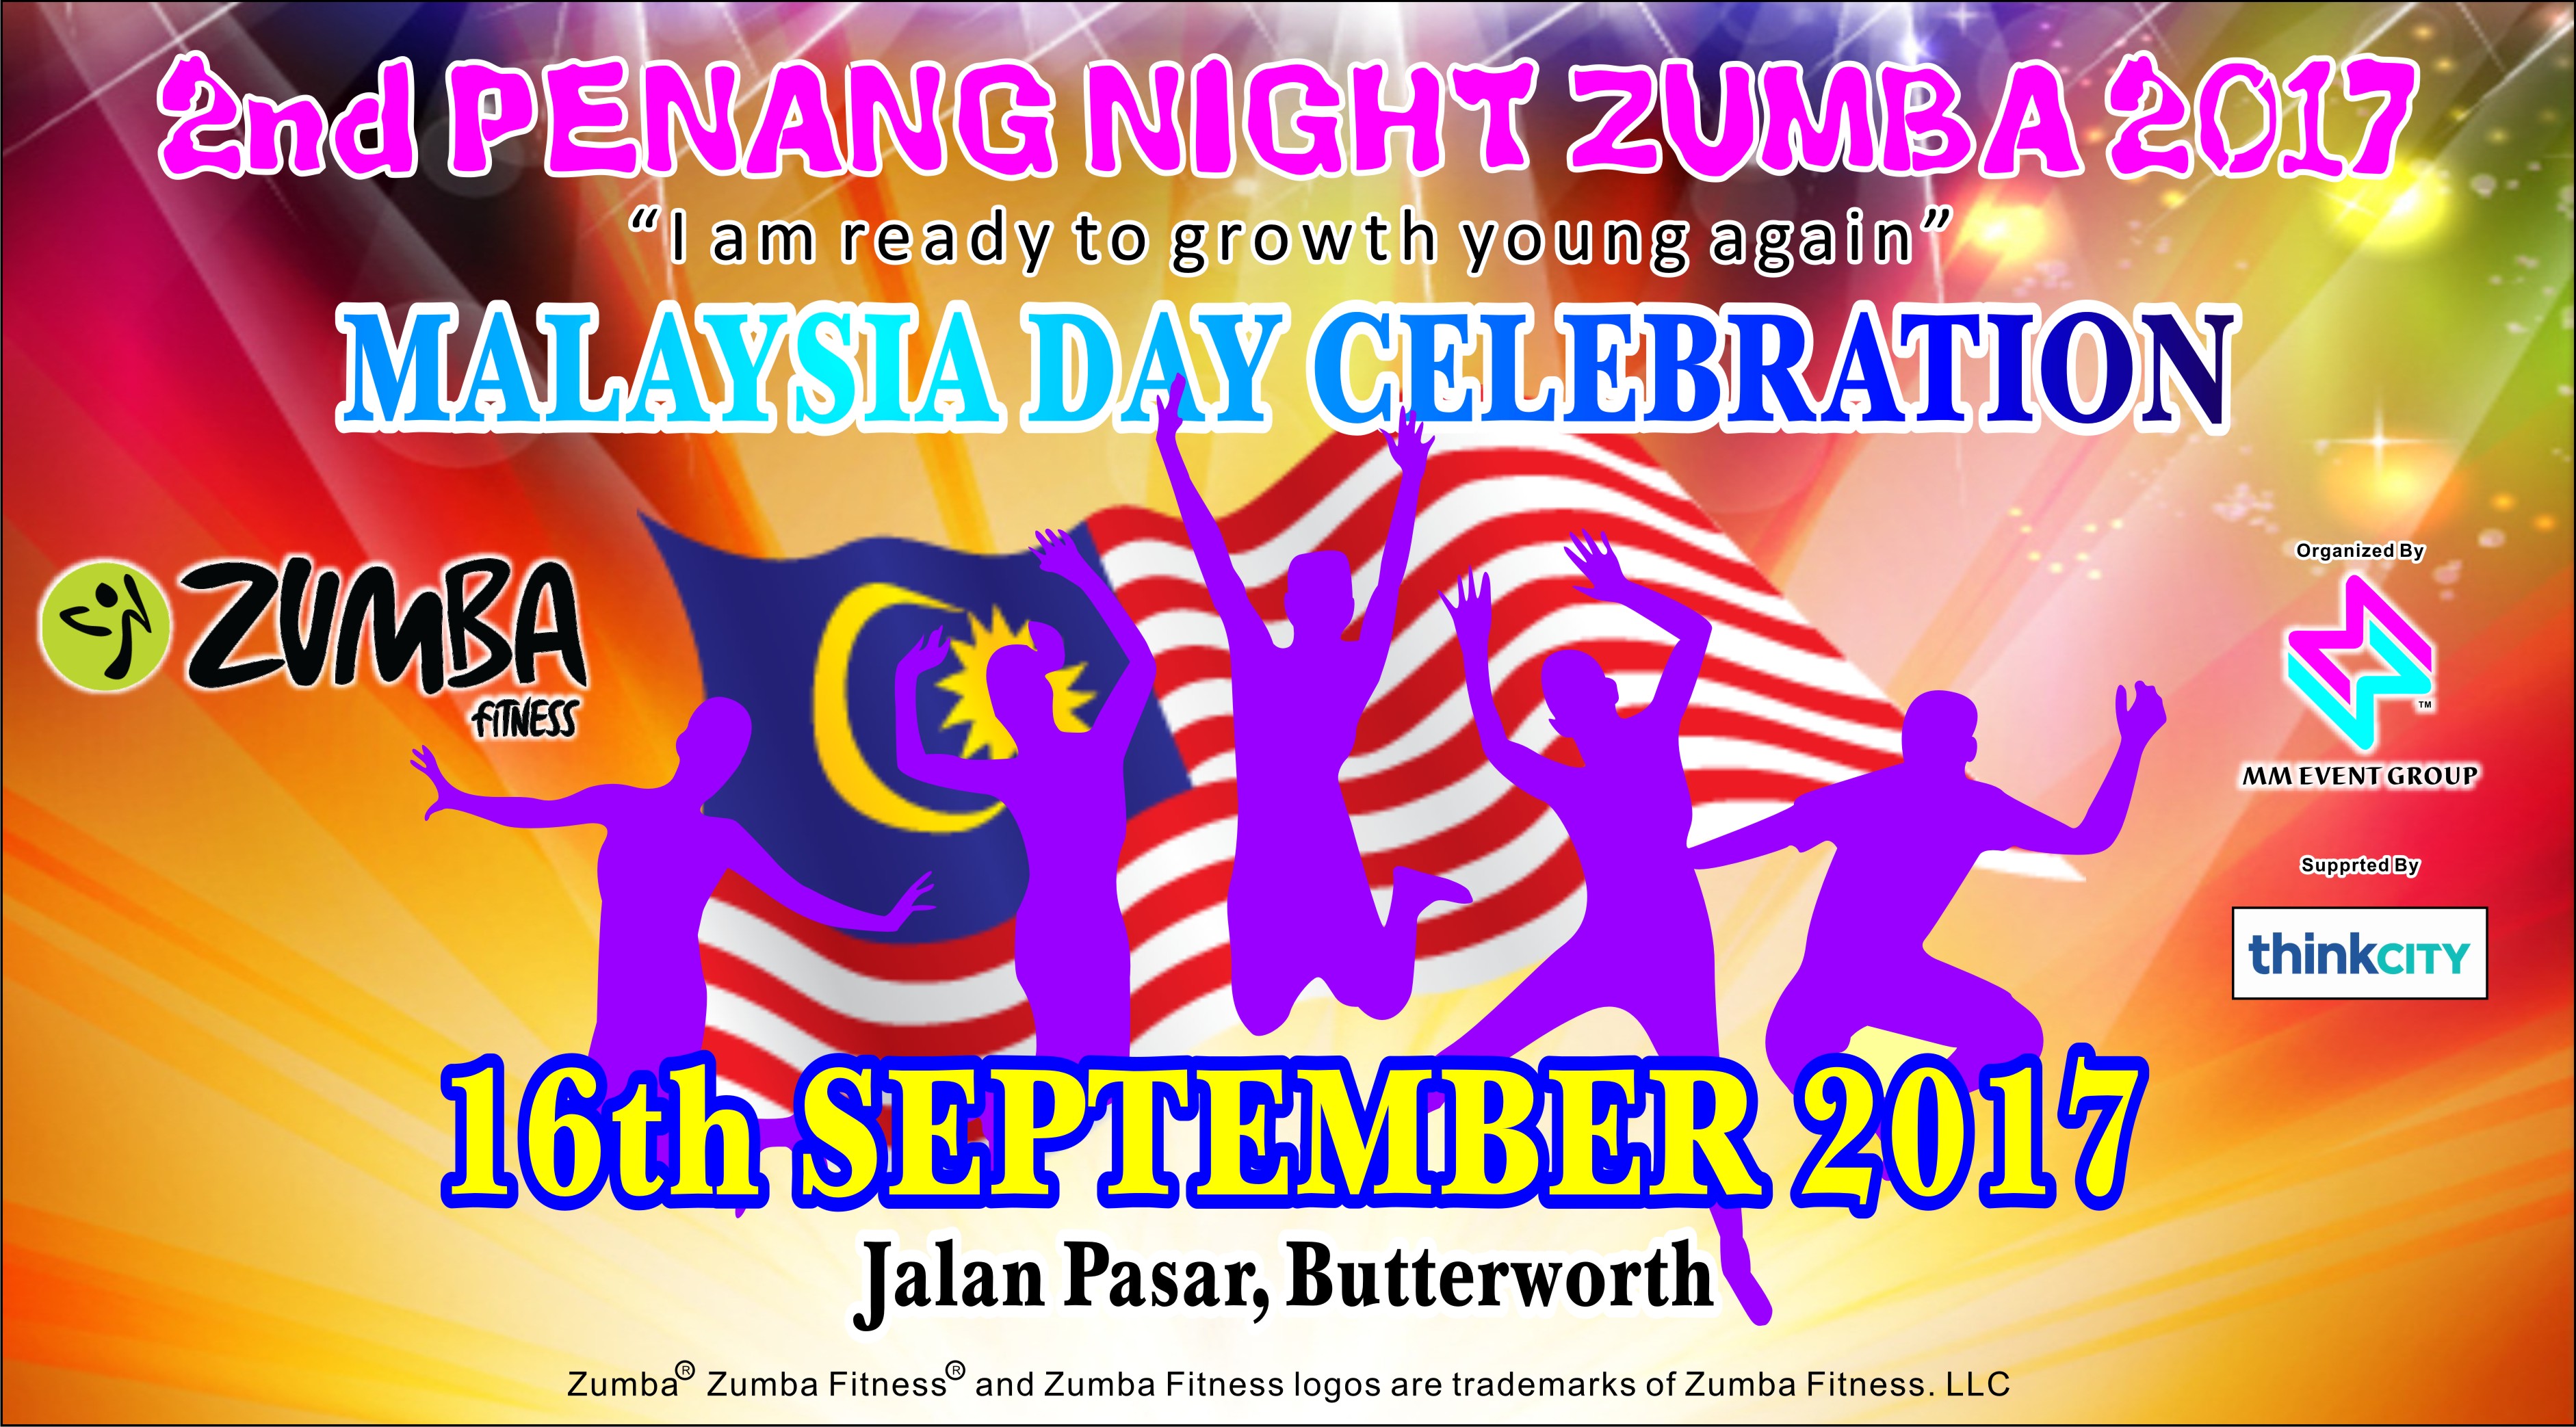 2nd PENANG NIGHT ZUMBA 2017
“I am ready to growth young again”
MALAYSIA DAY CELEBRATION
ZUMBA
FITNESS
Organized By
TM
MM EVENT GROUP
Supprted By
thinkCITY
16th SEPTEMBER 2017
Jalan Pasar, Butterworth
Zumba® Zumba Fitness® and Zumba Fitness logos are trademarks of Zumba Fitness. LLC